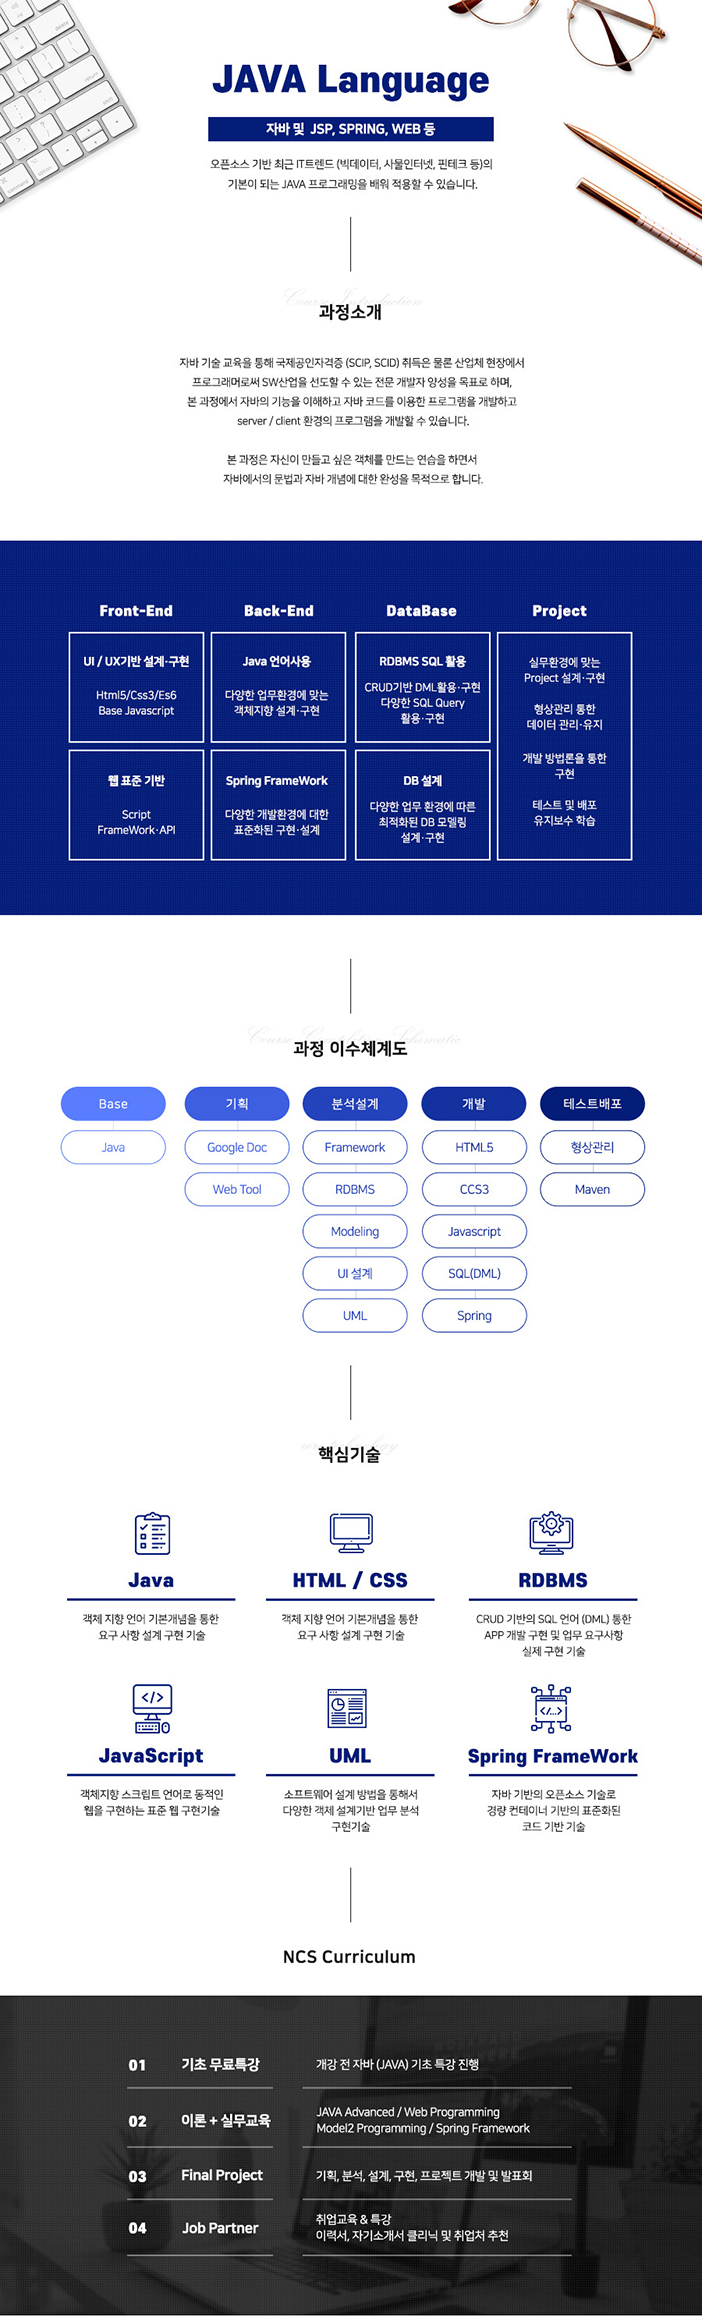 JAVA Language
자바 및 JSP, SPRING, WEB 등
오픈소스 기반 최근 IT트렌드 (빅데이터, 사물인터넷, 핀테크 등)의
기본이 되는 JAVA 프로그래밍을 배워 적용할 수 있습니다.
Course Introduction
과정소개
자바 기술 교육을 통해 국제공인자격증 (SCJP, SCJD) 취득은 물론 산업체 현장에서
프로그래머로써 SW산업을 선도할 수 있는 전문 개발자 양성을 목표로 하며,
본 과정에서 자바의 기능을 이해하고 자바 코드를 이용한 프로그램을 개발하고
server / client 환경의 프로그램을 개발할 수 있습니다.
본 과정은 자신이 만들고 싶은 객체를 만드는 연습을 하면서
자바에서의 문법과 자바 개념에 대한 완성을 목적으로 합니다.
Front-End
UI / UX기반 설계·구현
Html5/Css3/Es6
Base Javascript
웹 표준 기반
Script
FrameWork·API
Back-End
Java 언어사용
다양한 업무환경에 맞는
객체지향 설계·구현
Spring FrameWork
다양한 개발환경에 대한
표준화된 구현·설계
DataBase
RDBMS SQL 활용
CRUD기반 DML활용·구현
다양한 SQL Query
활용·구현
DB 설계
다양한 업무 환경에 따른
최적화된 DB 모델링
설계·구현
Project
실무환경에 맞는
Project 설계·구현
형상관리 통한
데이터 관리·유지
개발 방법론을 통한
구현
테스트 및 배포
유지보수 학습
과정 이수체계도
Base
Java
기획
Google Doc
Web Tool
분석설계
Framework
RDBMS
Modeling
UI 설계
UML
개발
HTML5
CCS3
Javascript
SQL(DML)
Spring
테스트배포
형상관리
Maven
핵심기술
Java
객체 지향 언어 기본개념을 통한
요구 사항 설계 구현 기술
HTML / CSS
객체 지향 언어 기본개념을 통한
요구 사항 설계 구현 기술
RDBMS
CRUD 기반의 SQL 언어 (DML) 통한
APP 개발 구현 및 업무 요구사항
실제 구현 기술
JavaScript
객체지향 스크립트 언어로 동적인
웹을 구현하는 표준 웹 구현기술
UML
소프트웨어 설계 방법을 통해서
다양한 객체 설계기반 업무 분석
구현기술
Spring FrameWork
자바 기반의 오픈소스 기술로
경량 컨테이너 기반의 표준화된
코드 기반 기술
NCS Curriculum
01 기초 무료특강 개강 전 자바 (JAVA) 기초 특강 진행
02 이론 + 실무교육 JAVA Advanced / Web Programming
Model2 Programming / Spring Framework
03 Final Project 기획, 분석, 설계, 구현, 프로젝트 개발 및 발표회
04 Job Partner 취업교육 & 특강
이력서, 자기소개서 클리닉 및 취업처 추천